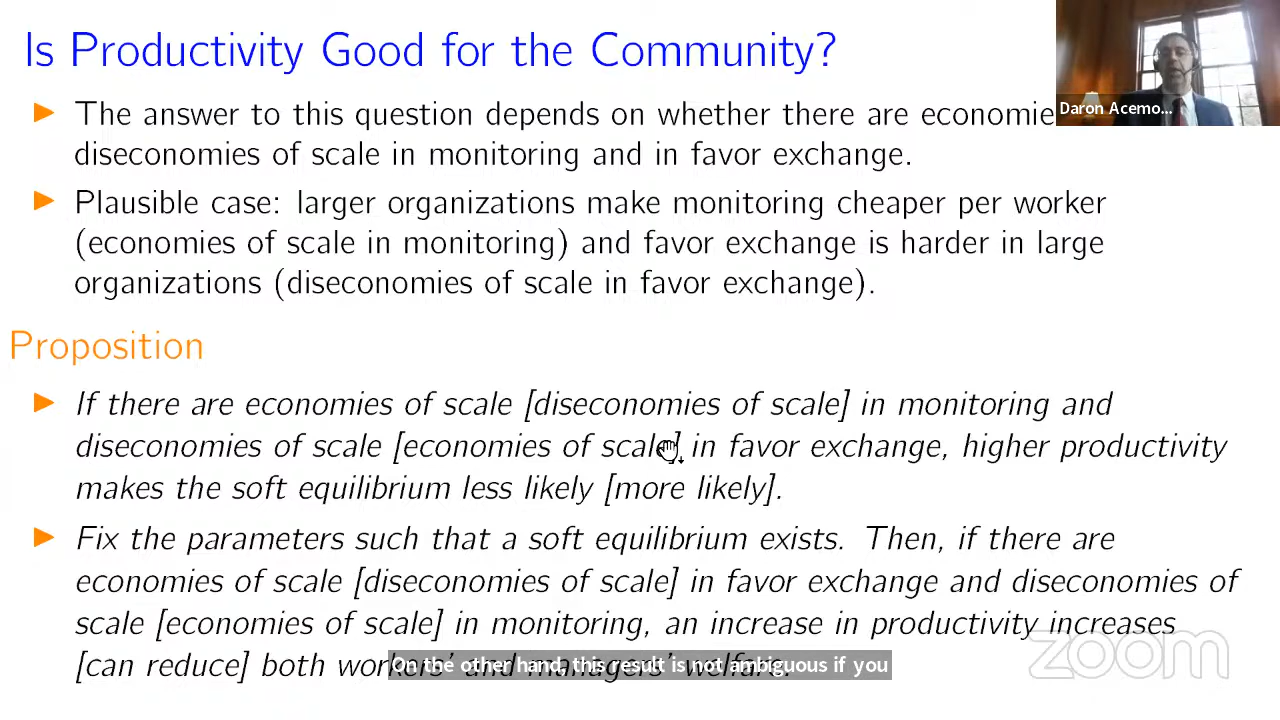 Is Productivity Good for the Community?
Daron Acemo...
The answer to this question depends on whether there are economie
diseconomies of scale in monitoring and in favor exchange.
Plausible case: larger organizations make monitoring cheaper per worker
(economies of scale in monitoring) and favor exchange is harder in large
organizations (diseconomies of scale in favor exchange).
Proposition
If there are economies of scale [diseconomies of scale] in monitoring and
diseconomies of scale [economies of scale] in favor exchange, higher productivity
makes the soft equilibrium less likely [more likely].
Fix the parameters such that a soft equilibrium exists. Then, if there are
economies of scale [diseconomies of scale] in favor exchange and diseconomies of
scale [economies of scale] in monitoring, an increase in productivity increases
[can reduce] both workers' and managers' welfare.
On the other hand, this result is not ambiguous if you
zoom